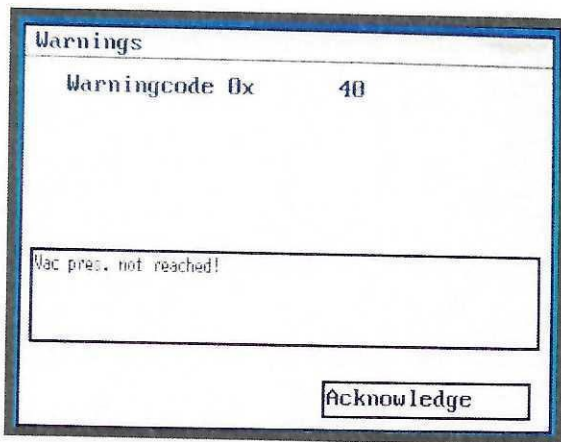 Warnings
Warningcode 0x 40
Vac pres. not reached!
Acknowledge